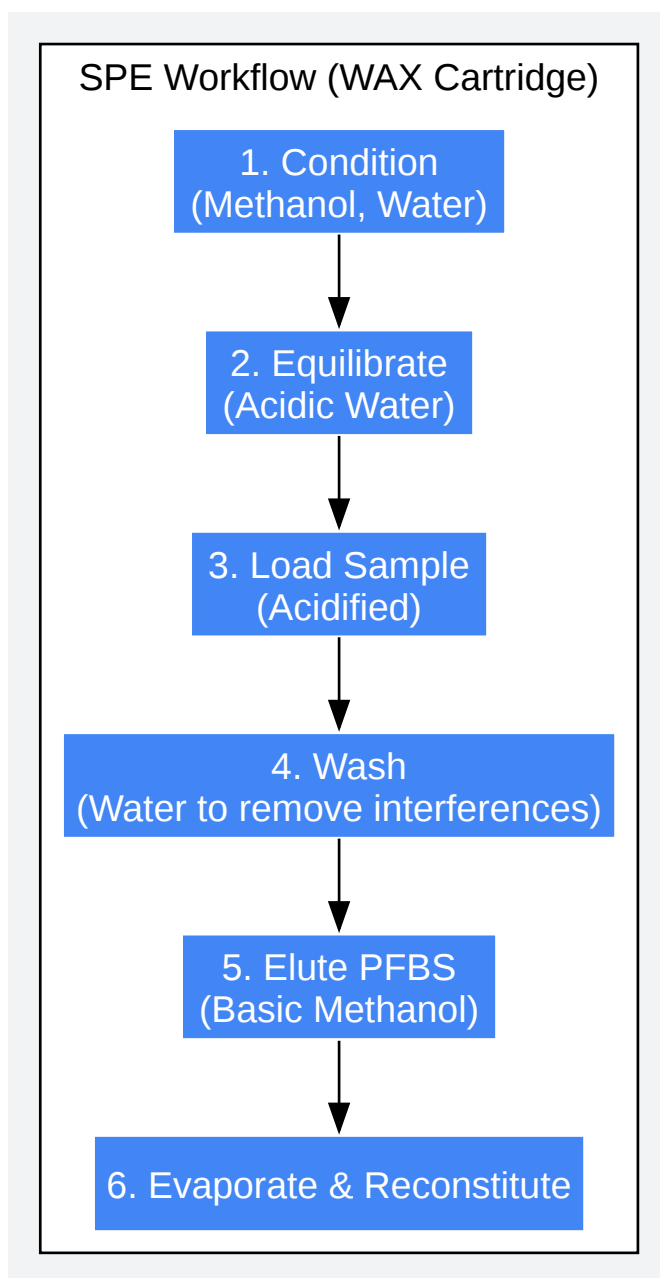 SPE Workflow (WAX Cartridge)
1. Condition
(Methanol, Water)
2. Equilibrate
(Acidic Water)
3. Load Sample
(Acidified)
4. Wash
(Water to remove interferences)
5. Elute PFBS
(Basic Methanol)
6. Evaporate & Reconstitute